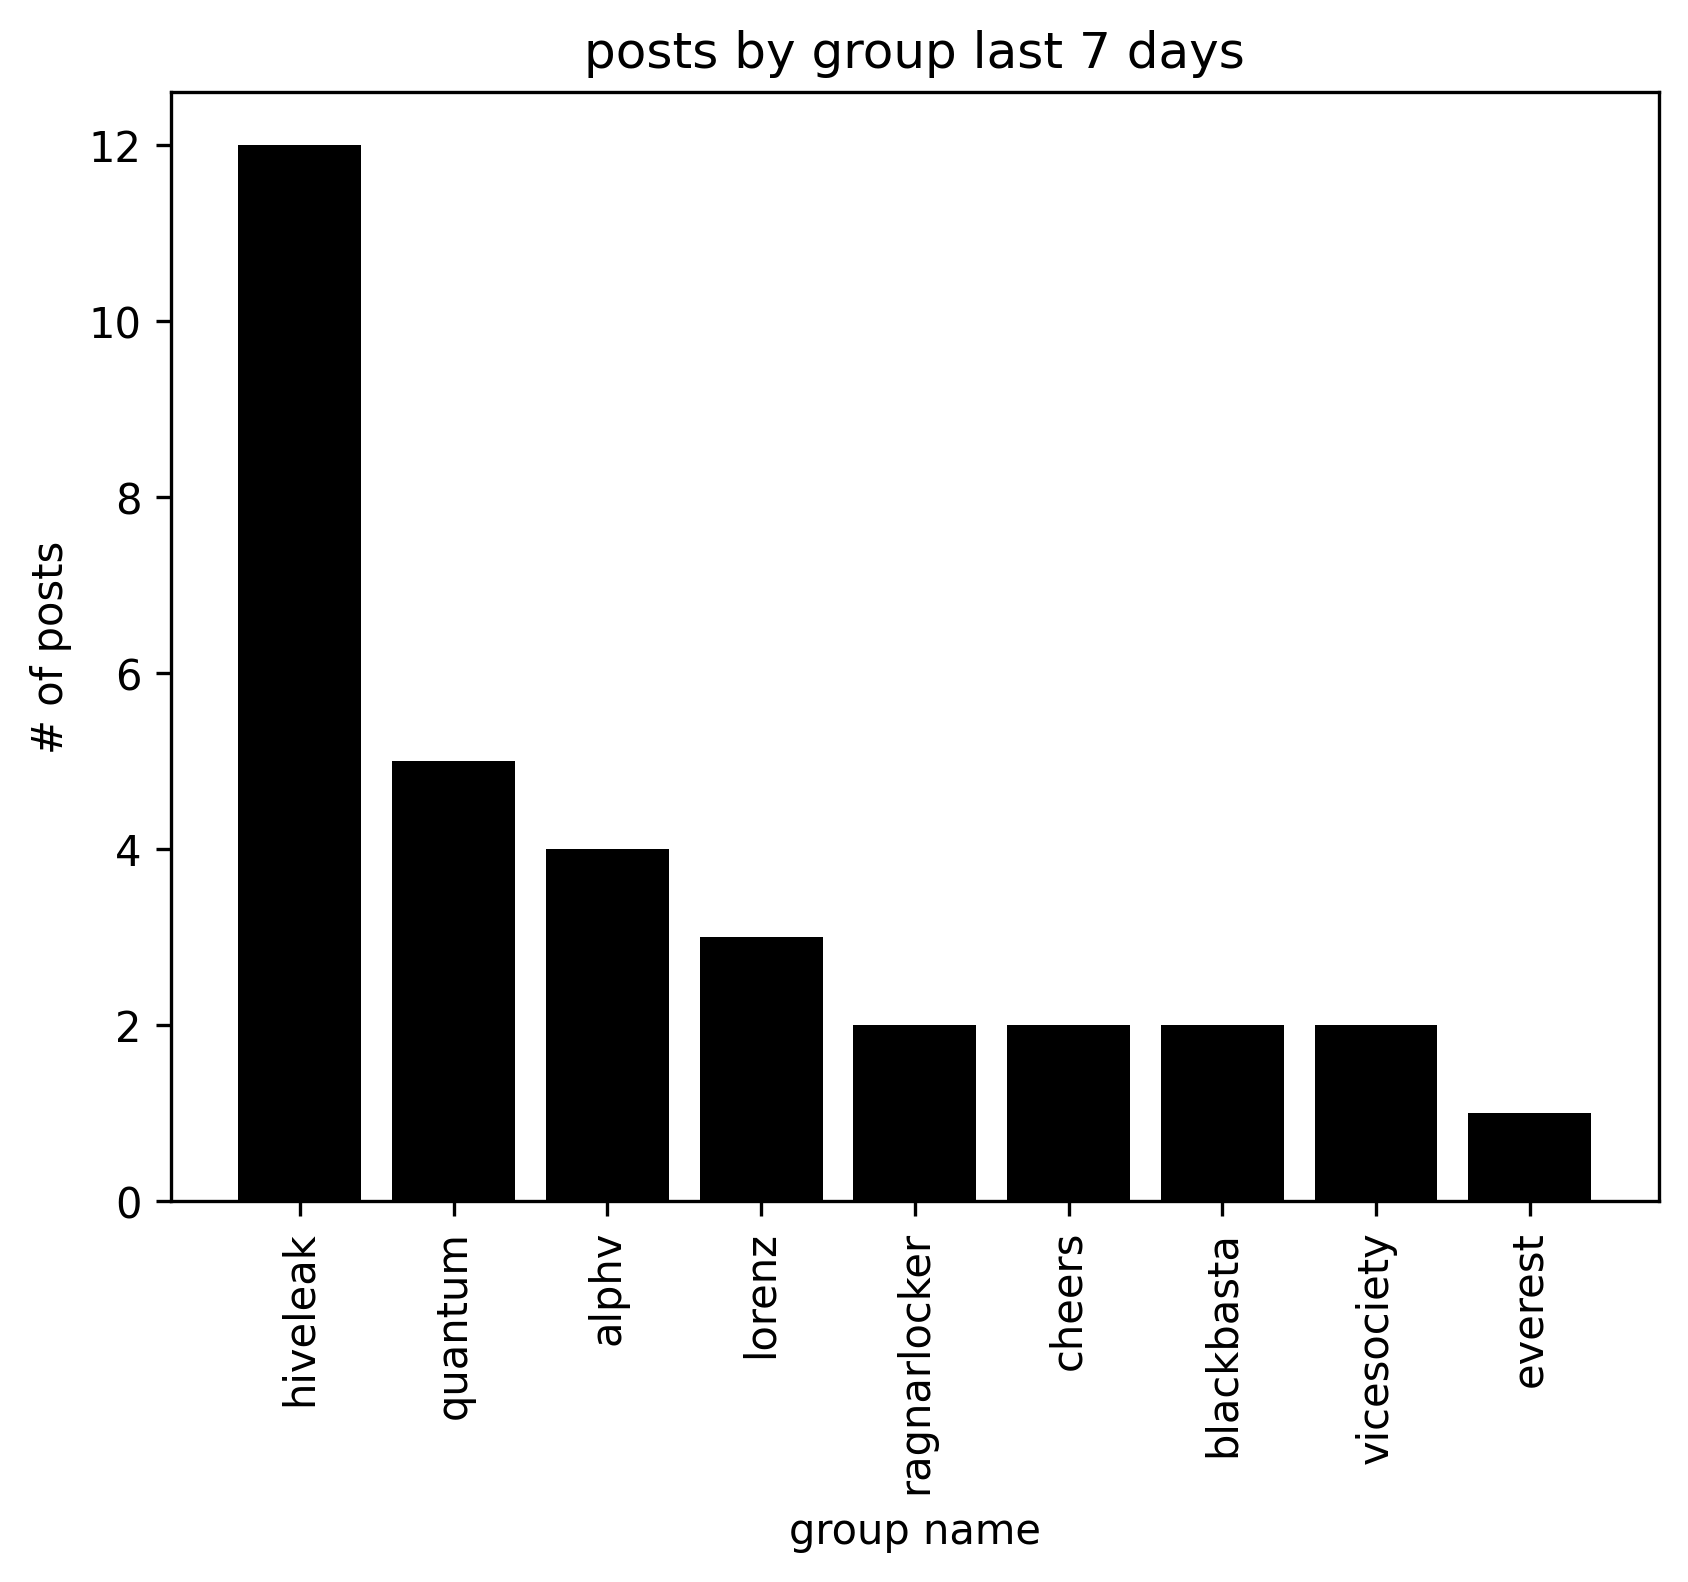 posts by group last 7 days
# of posts
12
10
8
6
4
2
0
hiveleak
quantum
alphv
lorenz
ragnarlocker
cheers
blackbasta
vicesociety
everest
group name